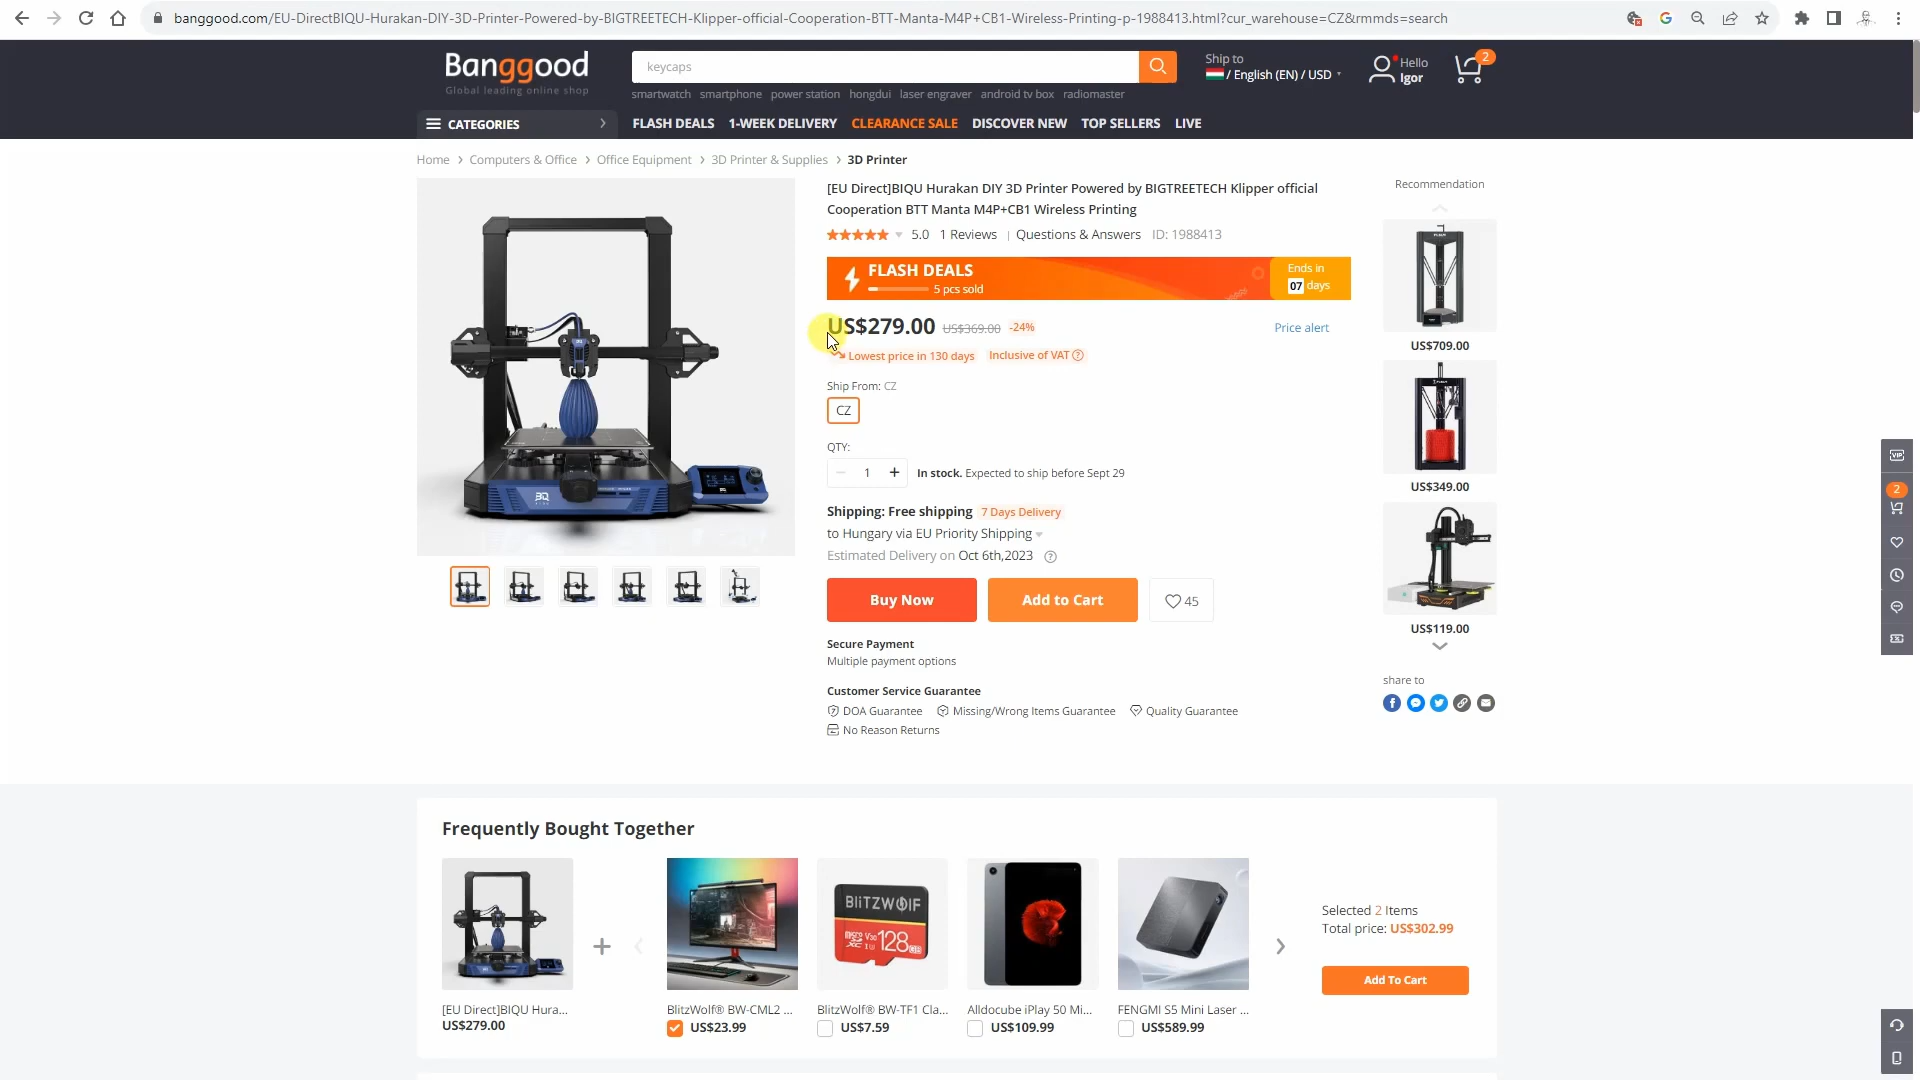 banggood.com/EU-DirectBIQU-Hurakan-DIY-3D-Printer-Powered-by-BIGTREETECH-Klipper-official-Cooperation-BTT-Manta-M4P+CB1-Wireless-Printing-p-1988413.html?cur_warehouse=CZ&rmmds=search
Banggood
Global leading online shop
keycaps
smartwatch smartphone power station hongdui laser engraver android tv box radiomaster
Ship to
/ English (EN) / USD
Hello
Igor
2
CATEGORIES
FLASH DEALS 1-WEEK DELIVERY CLEARANCE SALE DISCOVER NEW TOP SELLERS LIVE
Home > Computers & Office > Office Equipment > 3D Printer & Supplies > 3D Printer
[EU Direct]BIQU Hurakan DIY 3D Printer Powered by BIGTREETECH Klipper official
Cooperation BTT Manta M4P+CB1 Wireless Printing
5.0 1 Reviews | Questions & Answers ID: 1988413
FLASH DEALS
5 pcs sold
Ends in
07 days
US$279.00 US$369.00 -24%
Price alert
Lowest price in 130 days Inclusive of VAT
Ship From: CZ
CZ
QTY:
1 + In stock. Expected to ship before Sept 29
Shipping: Free shipping 7 Days Delivery
to Hungary via EU Priority Shipping
Estimated Delivery on Oct 6th,2023
Buy Now
Add to Cart
45
Secure Payment
Multiple payment options
Customer Service Guarantee
DOA Guarantee Missing/Wrong Items Guarantee Quality Guarantee
No Reason Returns
Recommendation
US$709.00
US$349.00
US$119.00
share to
VIP
2
Frequently Bought Together
BLiTZWOLF
128
[EU Direct]BIQU Hura...
US$279.00
BlitzWolf® BW-CML2 ...
US$23.99
BlitzWolf® BW-TF1 Cla...
US$7.59
Alldocube iPlay 50 Mi...
US$109.99
FENGMI S5 Mini Laser ...
US$589.99
Selected 2 Items
Total price: US$302.99
Add To Cart